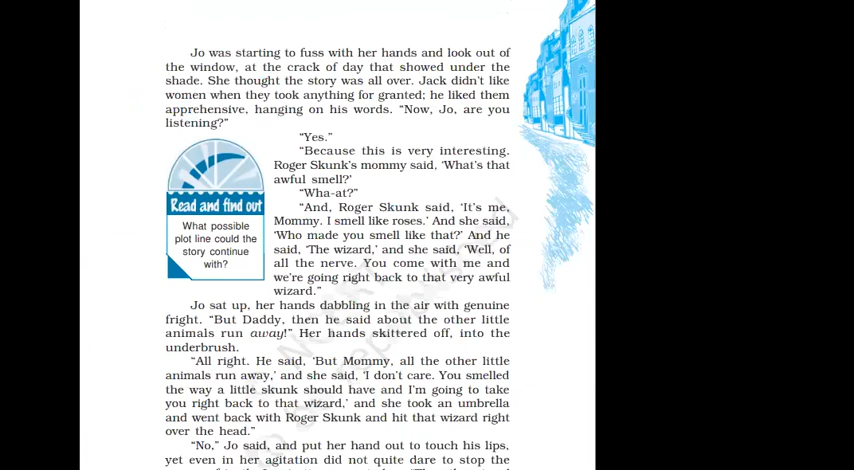 Jo was starting to fuss with her hands and look out of
the window, at the crack of day that showed under the
shade. She thought the story was all over. Jack didn't like
women when they took anything for granted; he liked them
apprehensive, hanging on his words. “Now, Jo, are you
listening?”
“Yes.”
“Because this is very interesting.
Roger Skunk's mommy said, ‘What's that
awful smell?’
“Wha-at?”
“And, Roger Skunk said, ‘It's me,
Mommy. I smell like roses.’ And she said,
‘Who made you smell like that?’ And he
said, ‘The wizard,’ and she said, ‘Well, of
all the nerve. You come with me and
we're going right back to that very awful
wizard.”
Read and find out
What possible
plot line could the
story continue
with?
Jo sat up, her hands dabbling in the air with genuine
fright. “But Daddy, then he said about the other little
animals run away!” Her hands skittered off, into the
underbrush.
“All right. He said, ‘But Mommy, all the other little
animals run away,’ and she said, ‘I don't care. You smelled
the way a little skunk should have and I'm going to take
you right back to that wizard,’ and she took an umbrella
and went back with Roger Skunk and hit that wizard right
over the head.”
“No,” Jo said, and put her hand out to touch his lips,
yet even in her agitation did not quite dare to stop the